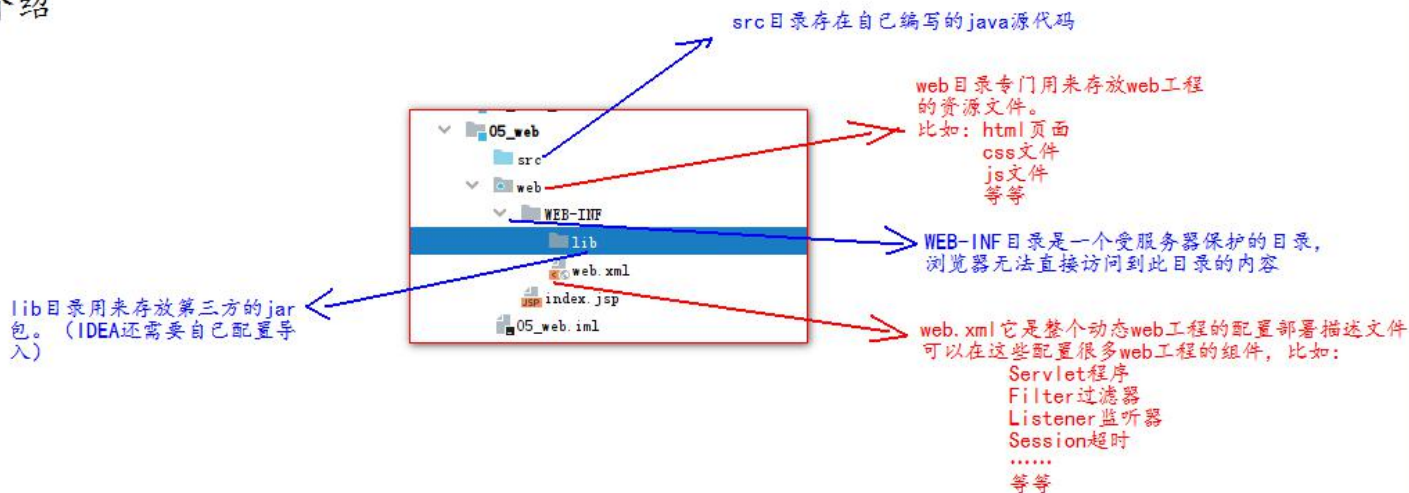 介绍
src目录存在自己编写的java源代码
web目录专门用来存放web工程
的资源文件。
比如：html页面
css文件
js文件
等等
05_web
src
web
WEB-INF
lib
web.xml
index.jsp
05_web.iml
WEB-INF目录是一个受服务器保护的目录，
浏览器无法直接访问到此目录的内容
lib目录用来存放第三方的jar
包。（IDEA还需要自己配置导
入）
web.xml它是整个动态web工程的配置部署描述文件
可以在这些配置很多web工程的组件，比如：
Servlet程序
Filter过滤器
Listener监听器
Session超时
……
等等